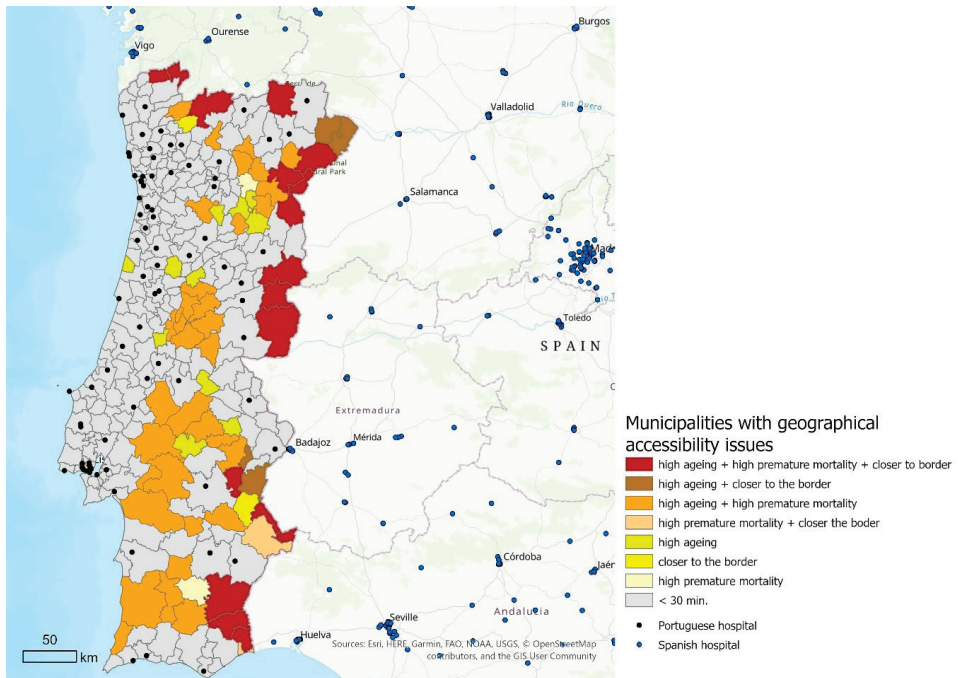 Burgos
Ourense
Vigo
Valladolid
Rio Duero
Park
Salamanca
Toledo
SPAIN
Extremadura
Badajoz
Mérida
Córdoba
Andalucia
Seville
Huelva
50
km
Sources: Esri, HERE, Garmin, FAO, NOAA, USGS, © OpenStreetMap
contributors, and the GIS User Community
Municipalities with geographical
accessibility issues
high ageing + high premature mortality + closer to border
high ageing + closer to the border
high ageing + high premature mortality
high premature mortality + closer the boder
high ageing
closer to the border
high premature mortality
< 30 min.
Portuguese hospital
Spanish hospital